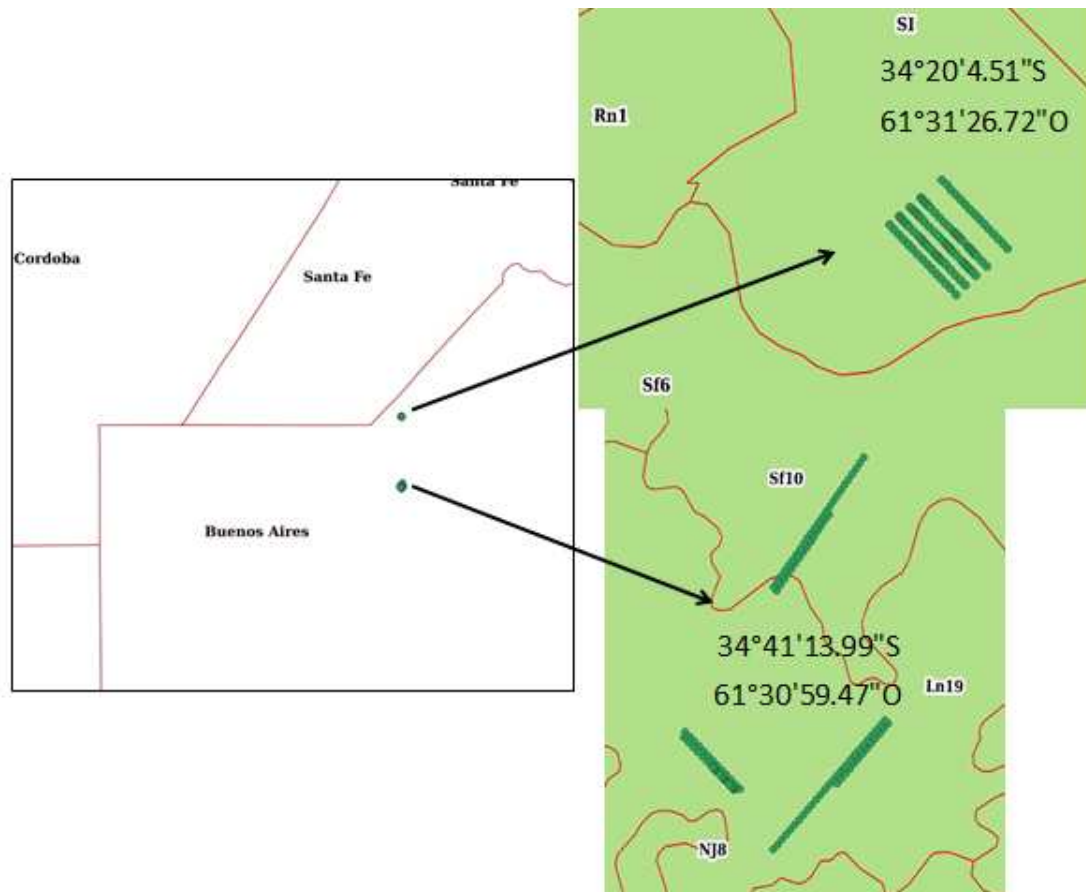 Santa Fe
Cordoba
Santa Fe
Buenos Aires
SI
34°20'4.51"S
Rn1
61°31'26.72"O
Sf6
Sf10
34°41'13.99"S
61°30'59.47"O
Ln19
NJ8